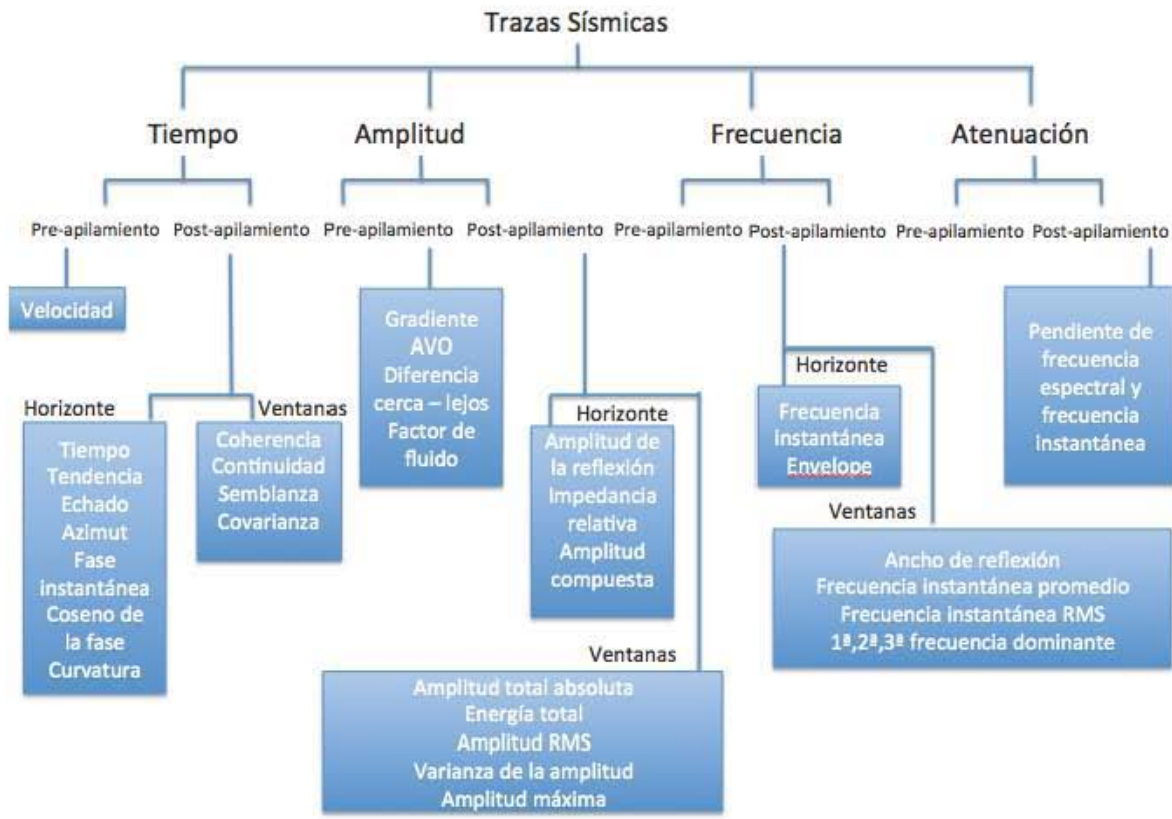 Trazas Sísmicas
Tiempo
Amplitud
Frecuencia
Atenuación
Pre-apilamiento
Post-apilamiento
Pre-apilamiento
Post-apilamiento
Pre-apilamiento
Post-apilamiento
Pre-apilamiento
Post-apilamiento
Velocidad
Horizonte
Tiempo
Tendencia
Echado
Azimut
Fase
instantánea
Coseno de
la fase
Curvatura
Ventanas
Coherencia
Continuidad
Semblanza
Covarianza
Gradiente
AVO
Diferencia
cerca – lejos
Factor de
fluido
Horizonte
Amplitud de
la reflexión
Impedancia
relativa
Amplitud
compuesta
Ventanas
Amplitud total absoluta
Energía total
Amplitud RMS
Varianza de la amplitud
Amplitud máxima
Horizonte
Frecuencia
instantánea
Envelope
Ventanas
Ancho de reflexión
Frecuencia instantánea promedio
Frecuencia instantánea RMS
1ª,2ª,3ª frecuencia dominante
Pendiente de
frecuencia
espectral y
frecuencia
instantánea